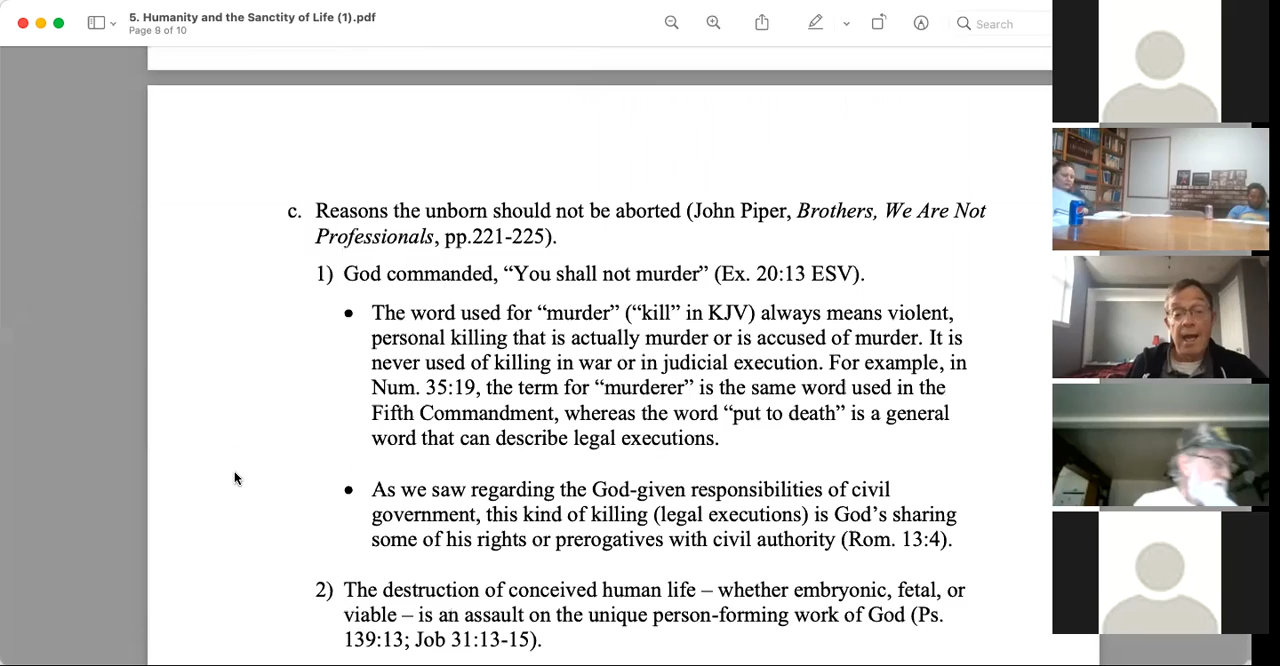 5. Humanity and the Sanctity of Life (1).pdf
Page 9 of 10
Search
c. Reasons the unborn should not be aborted (John Piper, Brothers, We Are Not
Professionals, pp.221-225).
1) God commanded, “You shall not murder” (Ex. 20:13 ESV).
• The word used for “murder” (“kill” in KJV) always means violent,
personal killing that is actually murder or is accused of murder. It is
never used of killing in war or in judicial execution. For example, in
Num. 35:19, the term for “murderer” is the same word used in the
Fifth Commandment, whereas the word “put to death” is a general
word that can describe legal executions.
• As we saw regarding the God-given responsibilities of civil
government, this kind of killing (legal executions) is God’s sharing
some of his rights or prerogatives with civil authority (Rom. 13:4).
2) The destruction of conceived human life – whether embryonic, fetal, or
viable – is an assault on the unique person-forming work of God (Ps.
139:13; Job 31:13-15).